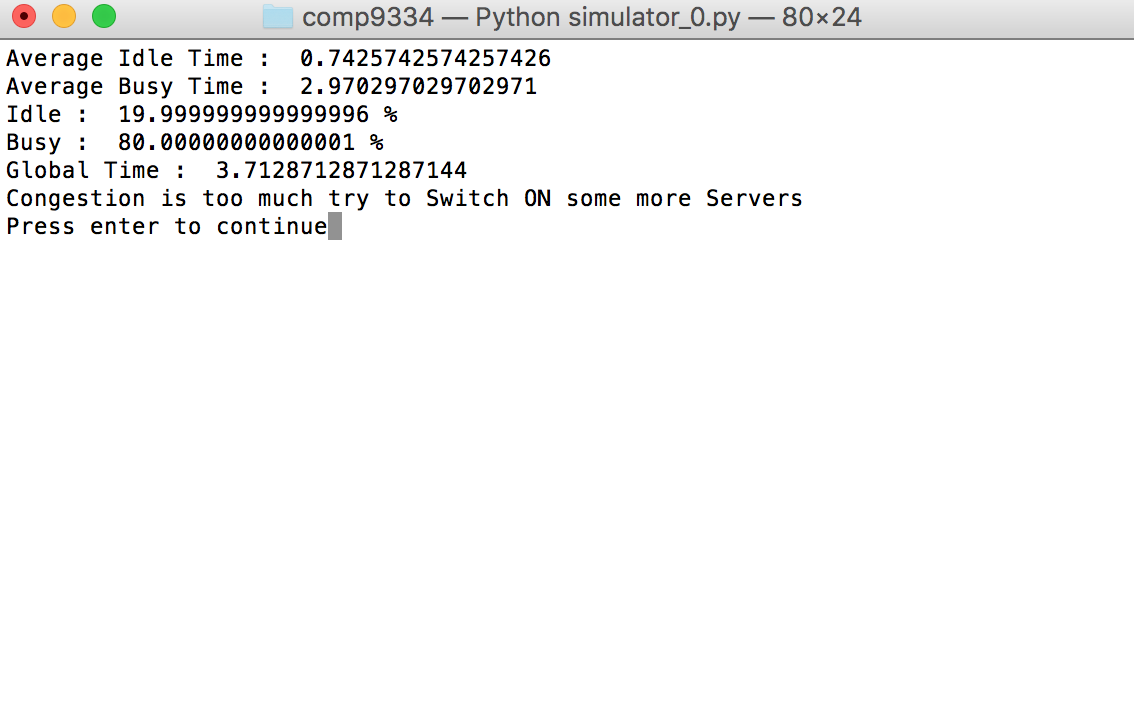 comp9334 — Python simulator_0.py — 80×24
Average Idle Time :  0.7425742574257426
Average Busy Time :  2.970297029702971
Idle :  19.999999999999996 %
Busy :  80.00000000000001 %
Global Time :  3.7128712871287144
Congestion is too much try to Switch ON some more Servers
Press enter to continue